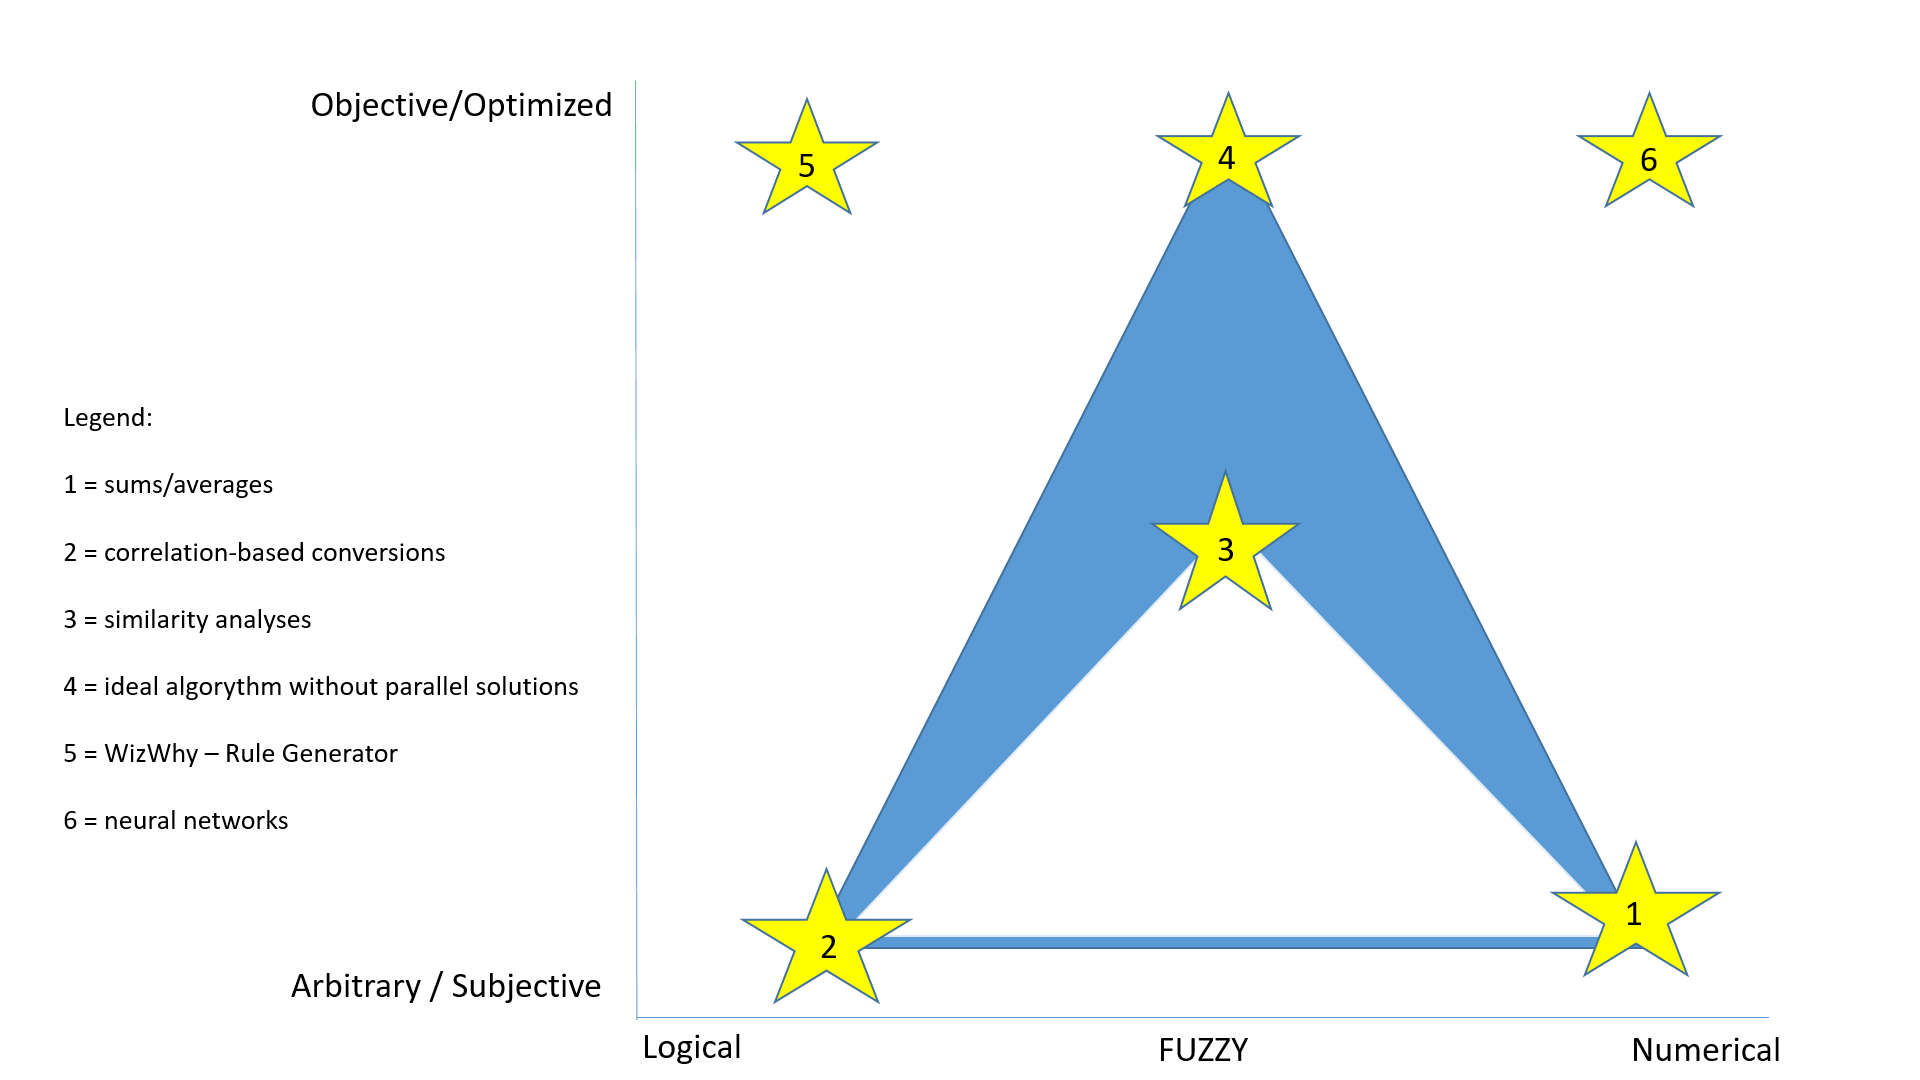 Objective/Optimized
5
4
6
Legend:
1 = sums/averages
2 = correlation-based conversions
3 = similarity analyses
4 = ideal algorythm without parallel solutions
5 = WizWhy – Rule Generator
6 = neural networks
3
2
1
Arbitrary / Subjective
Logical
FUZZY
Numerical